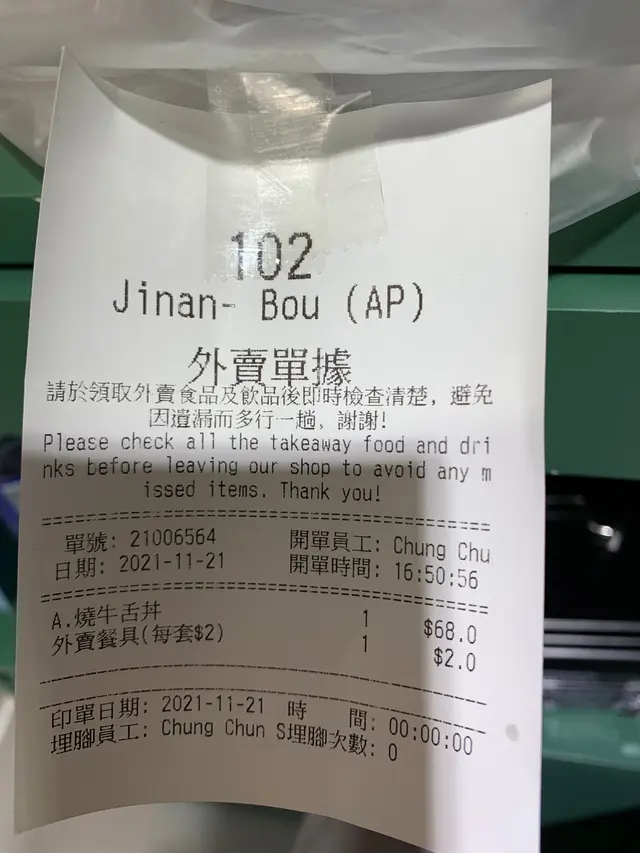 102
Jinan- Bou (AP)
外賣單據
請於領取外賣食品及飲品後即時檢查清楚，避免
因遺漏而多行一趟，謝謝!
Please check all the takeaway food and dri
nks before leaving our shop to avoid any m
issed items. Thank you!
單號: 21006564 開單員工: Chung Chu
日期: 2021-11-21 開單時間: 16:50:56
A.燒牛舌丼 1 $68.0
外賣餐具(每套$2) 1 $2.0
印單日期: 2021-11-21 時 間: 00:00:00
埋腳員工: Chung Chun S埋腳次數: 0